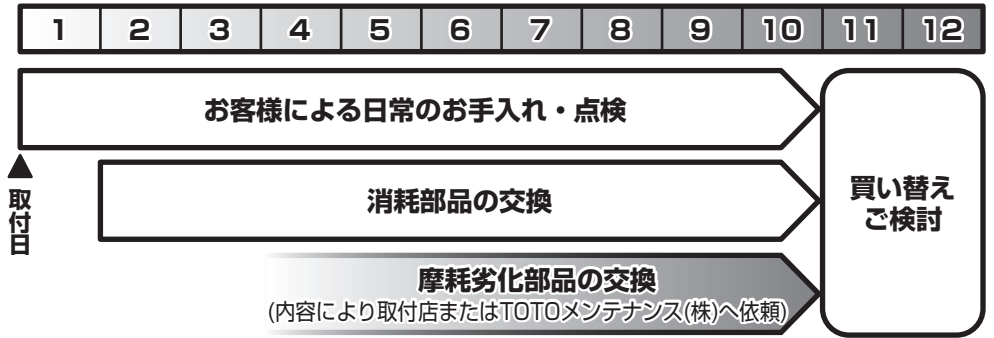 1 2 3 4 5 6 7 8 9 10 11 12
お客様による日常のお手入れ・点検
取付日
消耗部品の交換
買い替え
ご検討
摩耗劣化部品の交換
(内容により取付店またはTOTOメンテナンス(株)へ依頼)